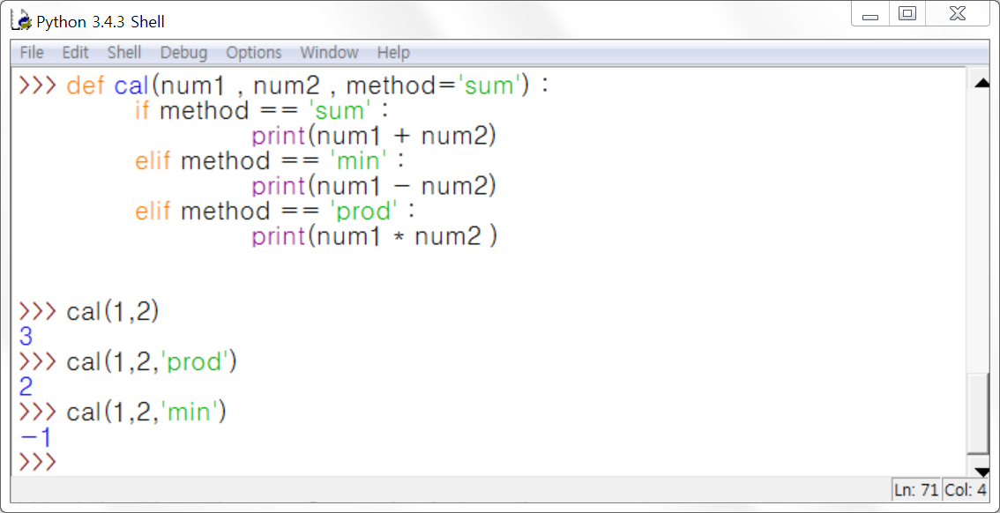 Python 3.4.3 Shell
File Edit Shell Debug Options Window Help
>>> def cal(num1 , num2 , method='sum') :
if method == 'sum' :
print(num1 + num2)
elif method == 'min' :
print(num1 - num2)
elif method == 'prod' :
print(num1 * num2 )
>>> cal(1,2)
3
>>> cal(1,2,'prod')
2
>>> cal(1,2,'min')
-1
>>>
Ln: 71 Col: 4